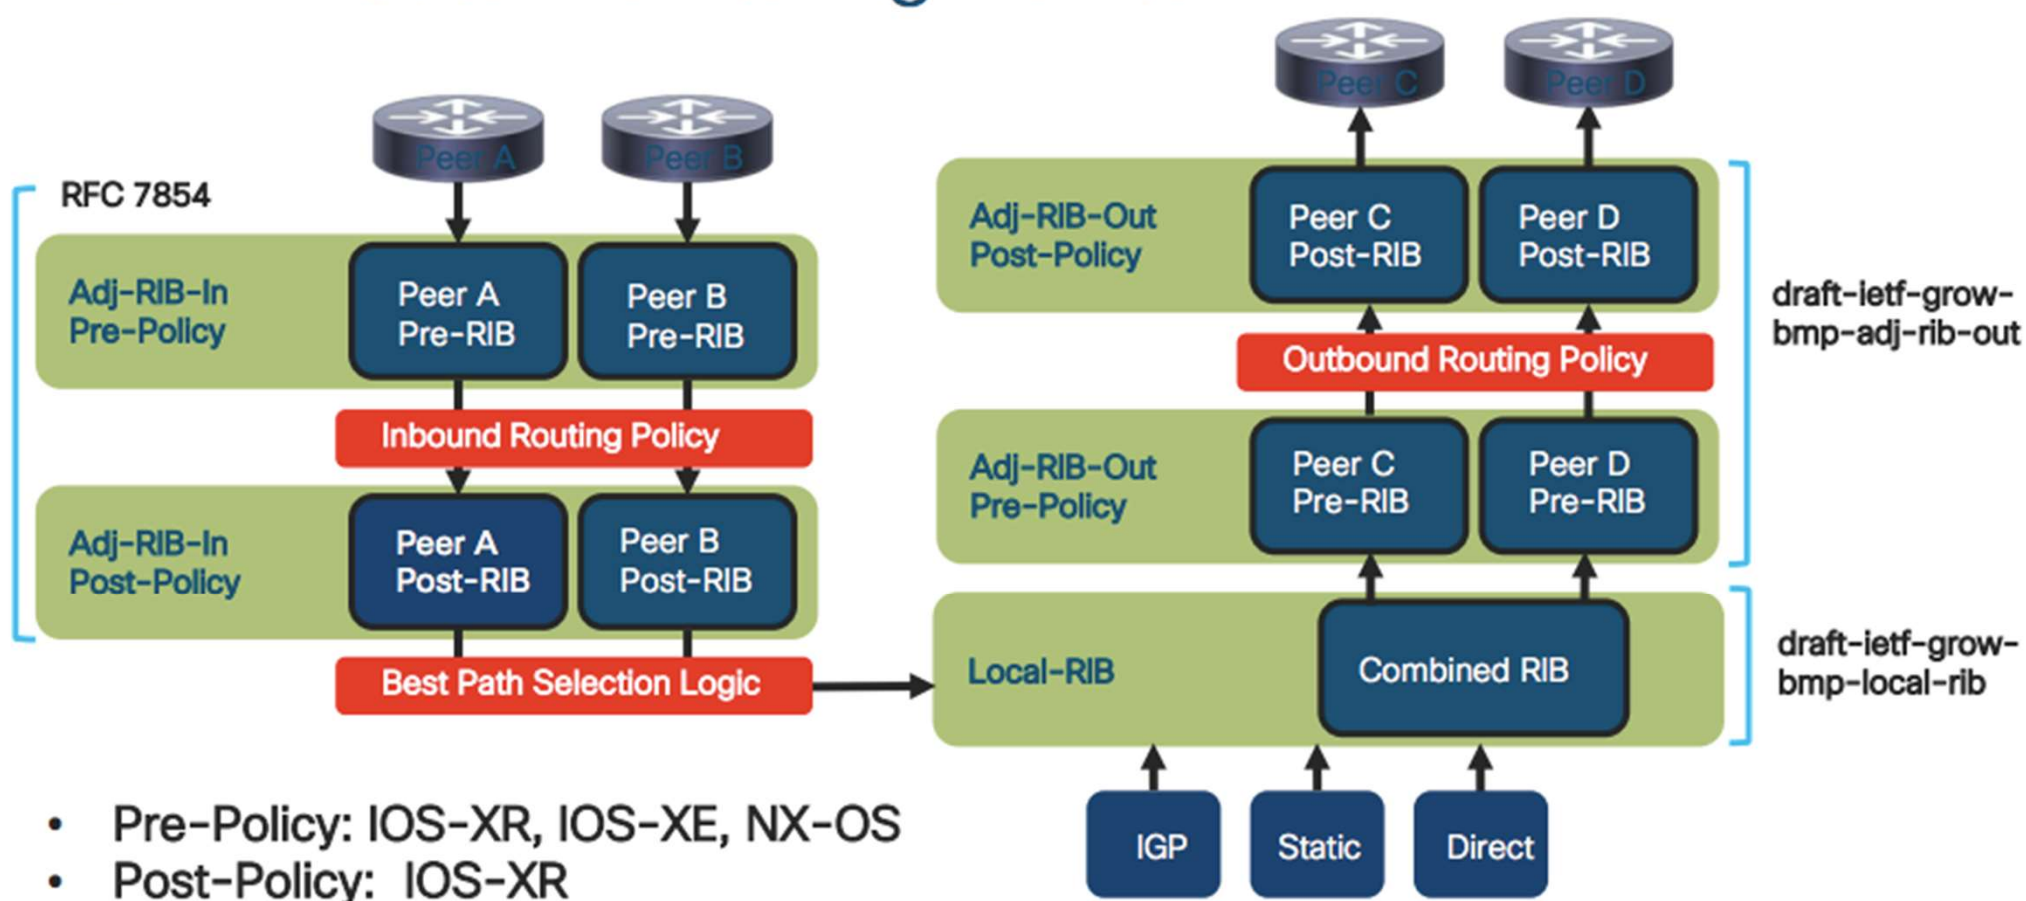 Peer A
Peer B
RFC 7854
Adj-RIB-In
Pre-Policy
Peer A
Pre-RIB
Peer B
Pre-RIB
Inbound Routing Policy
Adj-RIB-In
Post-Policy
Peer A
Post-RIB
Peer B
Post-RIB
Best Path Selection Logic
Peer C
Peer D
Adj-RIB-Out
Post-Policy
Peer C
Post-RIB
Peer D
Post-RIB
Outbound Routing Policy
draft-ietf-grow-
bmp-adj-rib-out
Adj-RIB-Out
Pre-Policy
Peer C
Pre-RIB
Peer D
Pre-RIB
Local-RIB
Combined RIB
draft-ietf-grow-
bmp-local-rib
IGP
Static
Direct
• Pre-Policy: IOS-XR, IOS-XE, NX-OS
• Post-Policy: IOS-XR